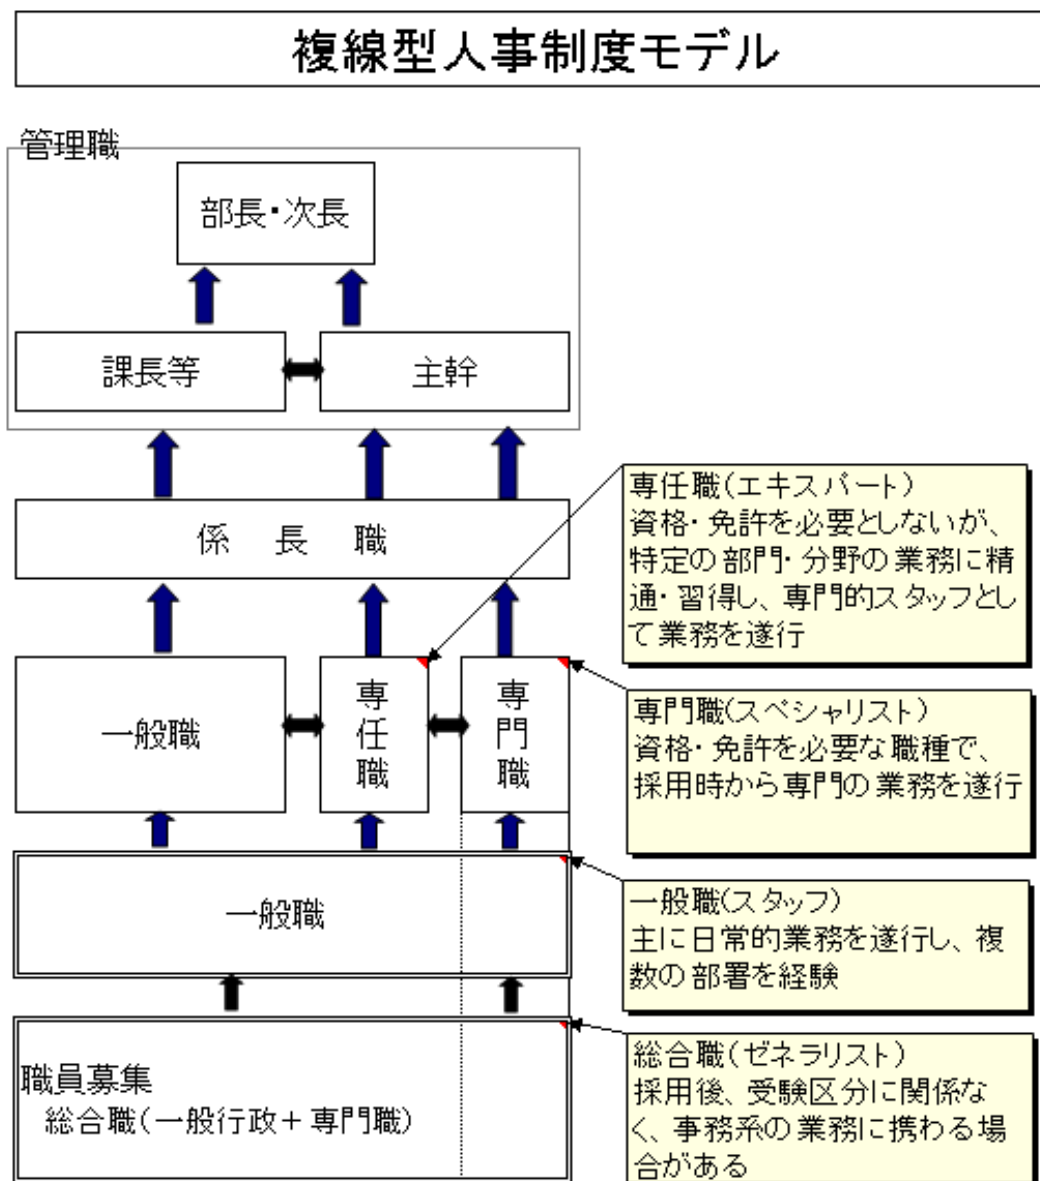 複線型人事制度モデル
管理職
部長・次長
課長等
主幹
係 長 職
専任職(エキスパート)
資格・免許を必要としないが、
特定の部門・分野の業務に精
通・習得し、専門的スタッフとし
て業務を遂行
一般職
専任職
専門職
専門職(スペシャリスト)
資格・免許を必要な職種で、
採用時から専門の業務を遂行
一般職
一般職(スタッフ)
主に日常的業務を遂行し、複
数の部署を経験
職員募集
総合職(一般行政+専門職)
総合職(ゼネラリスト)
採用後、受験区分に関係な
く、事務系の業務に携わる場
合がある